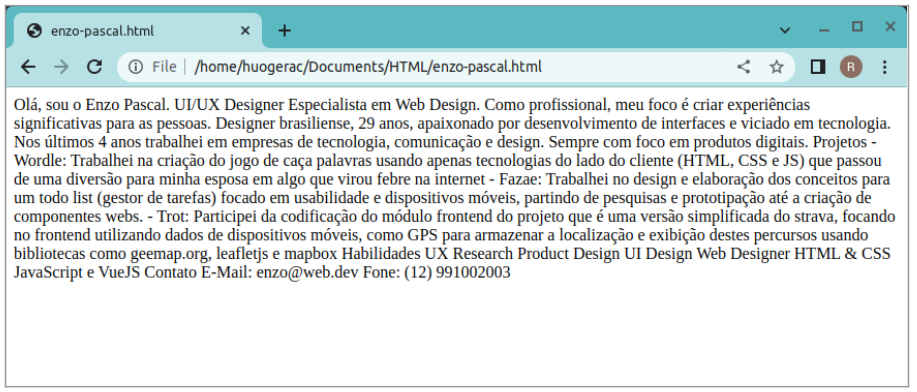 enzo-pascal.html
File | /home/huogerac/Documents/HTML/enzo-pascal.html
R
Olá, sou o Enzo Pascal. UI/UX Designer Especialista em Web Design. Como profissional, meu foco é criar experiências
significativas para as pessoas. Designer brasiliense, 29 anos, apaixonado por desenvolvimento de interfaces e viciado em tecnologia.
Nos últimos 4 anos trabalhei em empresas de tecnologia, comunicação e design. Sempre com foco em produtos digitais. Projetos -
Wordle: Trabalhei na criação do jogo de caça palavras usando apenas tecnologias do lado do cliente (HTML, CSS e JS) que passou
de uma diversão para minha esposa em algo que virou febre na internet - Fazae: Trabalhei no design e elaboração dos conceitos para
um todo list (gestor de tarefas) focado em usabilidade e dispositivos móveis, partindo de pesquisas e prototipação até a criação de
componentes webs. - Trot: Participei da codificação do módulo frontend do projeto que é uma versão simplificada do strava, focando
no frontend utilizando dados de dispositivos móveis, como GPS para armazenar a localização e exibição destes percursos usando
bibliotecas como geemap.org, leafletjs e mapbox Habilidades UX Research Product Design UI Design Web Designer HTML & CSS
JavaScript e VueJS Contato E-Mail: enzo@web.dev Fone: (12) 991002003